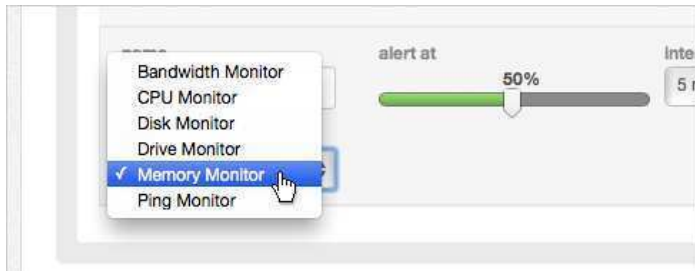 alert at
Bandwidth Monitor
50%
CPU Monitor
Disk Monitor
Drive Monitor
✓ Memory Monitor
Ping Monitor